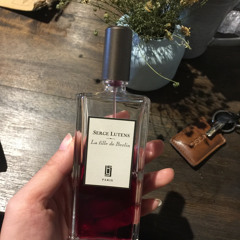 SERGE LUTENS
La fille de Berlin
PARIS